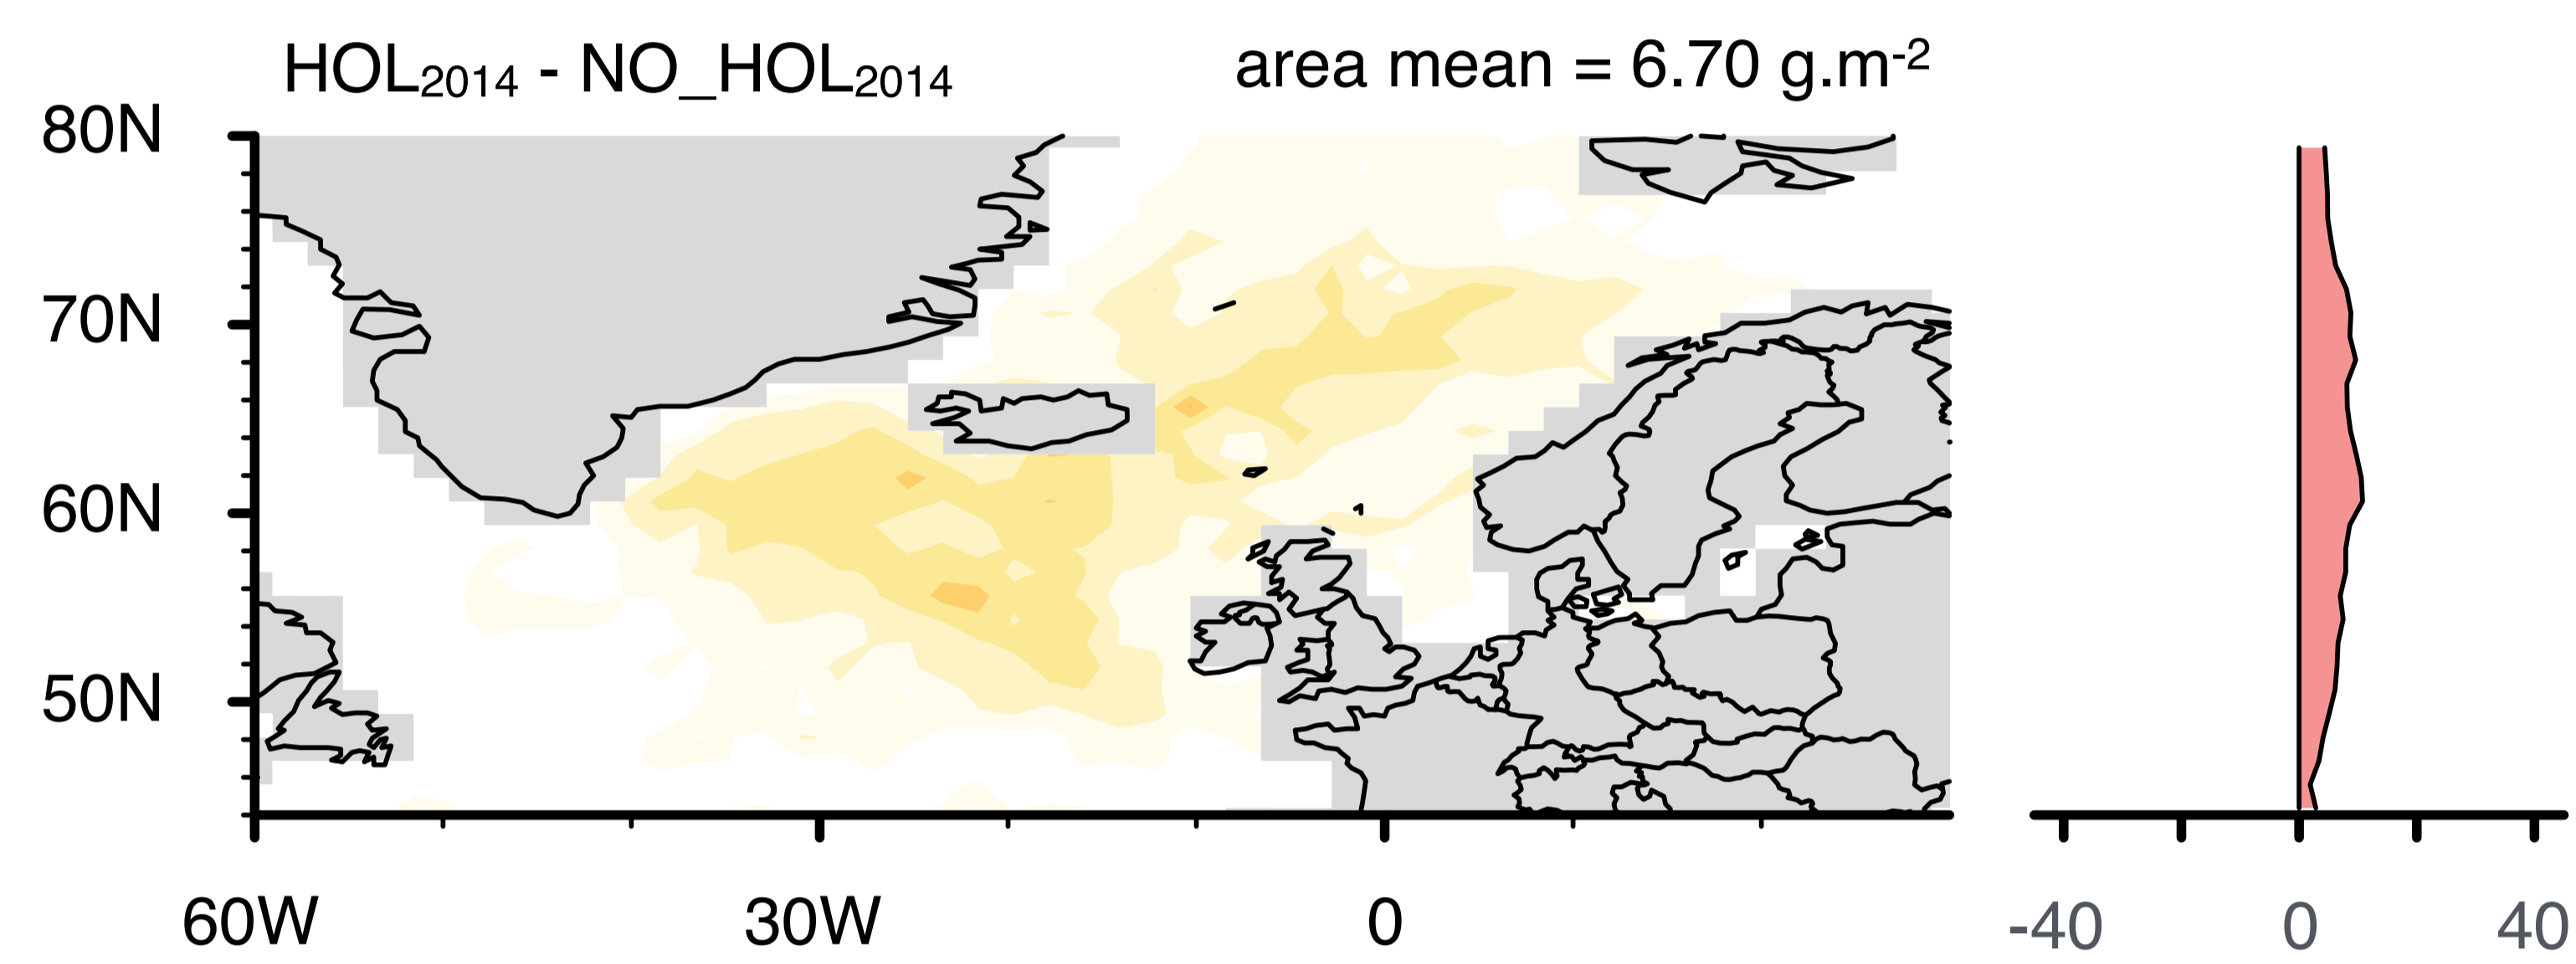 HOL2014 - NO_HOL2014 area mean = 6.70 g.m-2
80N
70N
60N
50N
60W 30W 0 -40 0 40